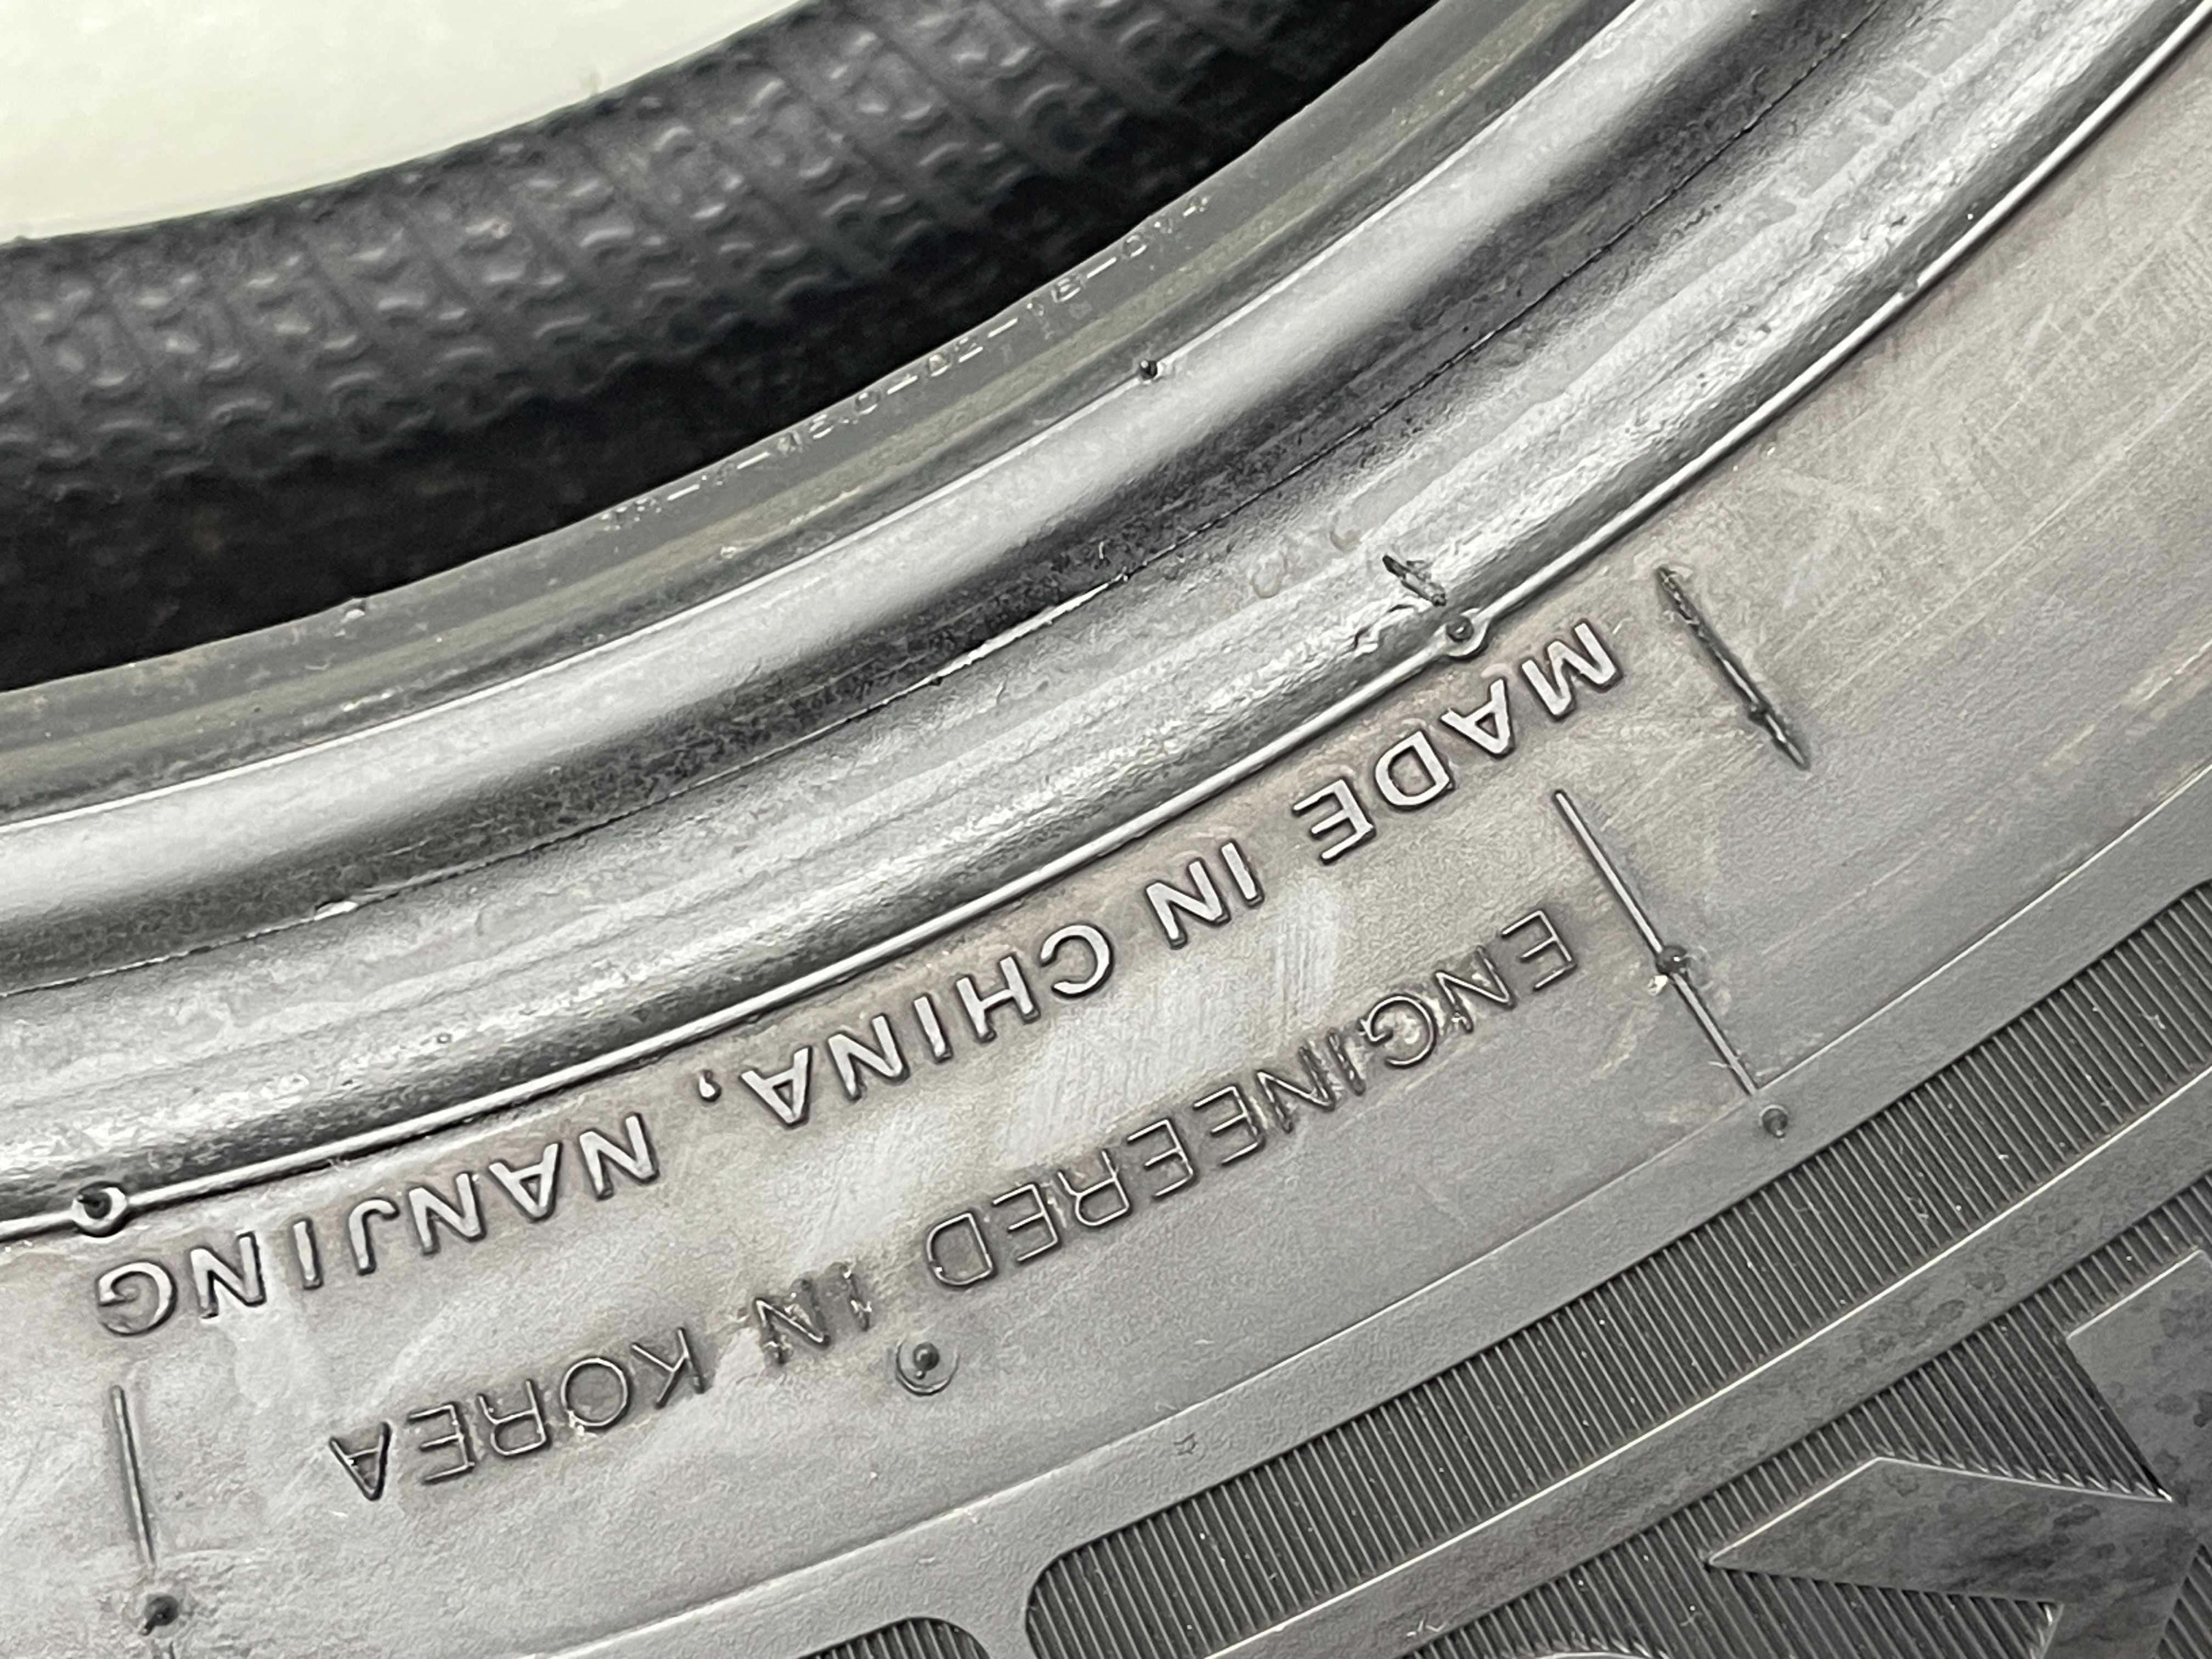 MADE IN CHINA, NANJING
ENGINEERED IN KOREA